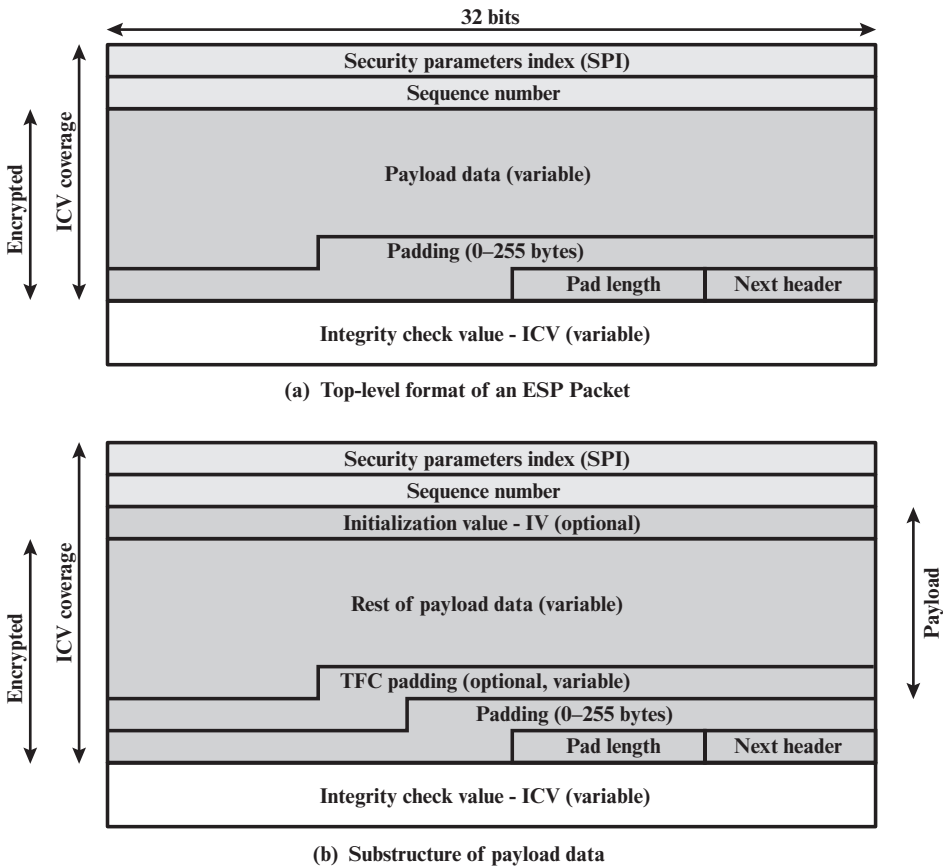 32 bits
Security parameters index (SPI)
Sequence number
Encrypted
ICV coverage
Payload data (variable)
Padding (0–255 bytes)
Pad length
Next header
Integrity check value - ICV (variable)
(a) Top-level format of an ESP Packet
Security parameters index (SPI)
Sequence number
Initialization value - IV (optional)
Encrypted
ICV coverage
Rest of payload data (variable)
Payload
TFC padding (optional, variable)
Padding (0–255 bytes)
Pad length
Next header
Integrity check value - ICV (variable)
(b) Substructure of payload data